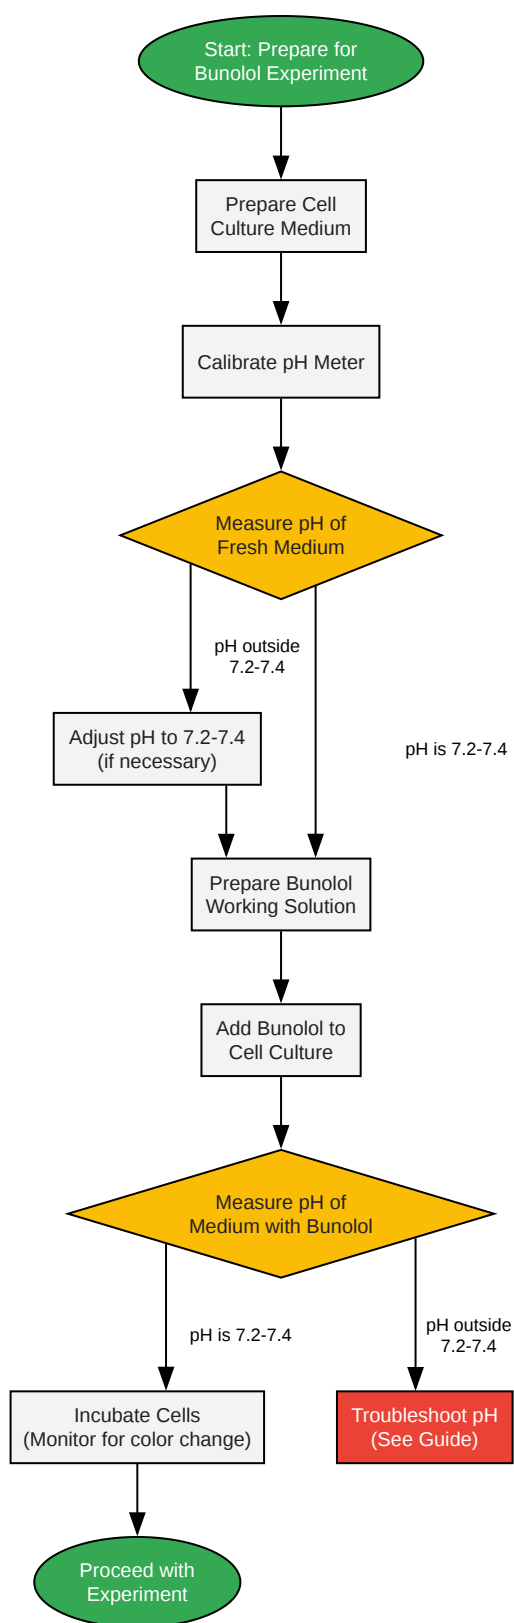 Start: Prepare for
Bunolol Experiment
Prepare Cell
Culture Medium
Calibrate pH Meter
Measure pH of
Fresh Medium
pH outside
7.2-7.4
Adjust pH to 7.2-7.4
(if necessary)
pH is 7.2-7.4
Prepare Bunolol
Working Solution
Add Bunolol to
Cell Culture
Measure pH of
Medium with Bunolol
pH is 7.2-7.4
pH outside
7.2-7.4
Incubate Cells
(Monitor for color change)
Troubleshoot pH
(See Guide)
Proceed with
Experiment